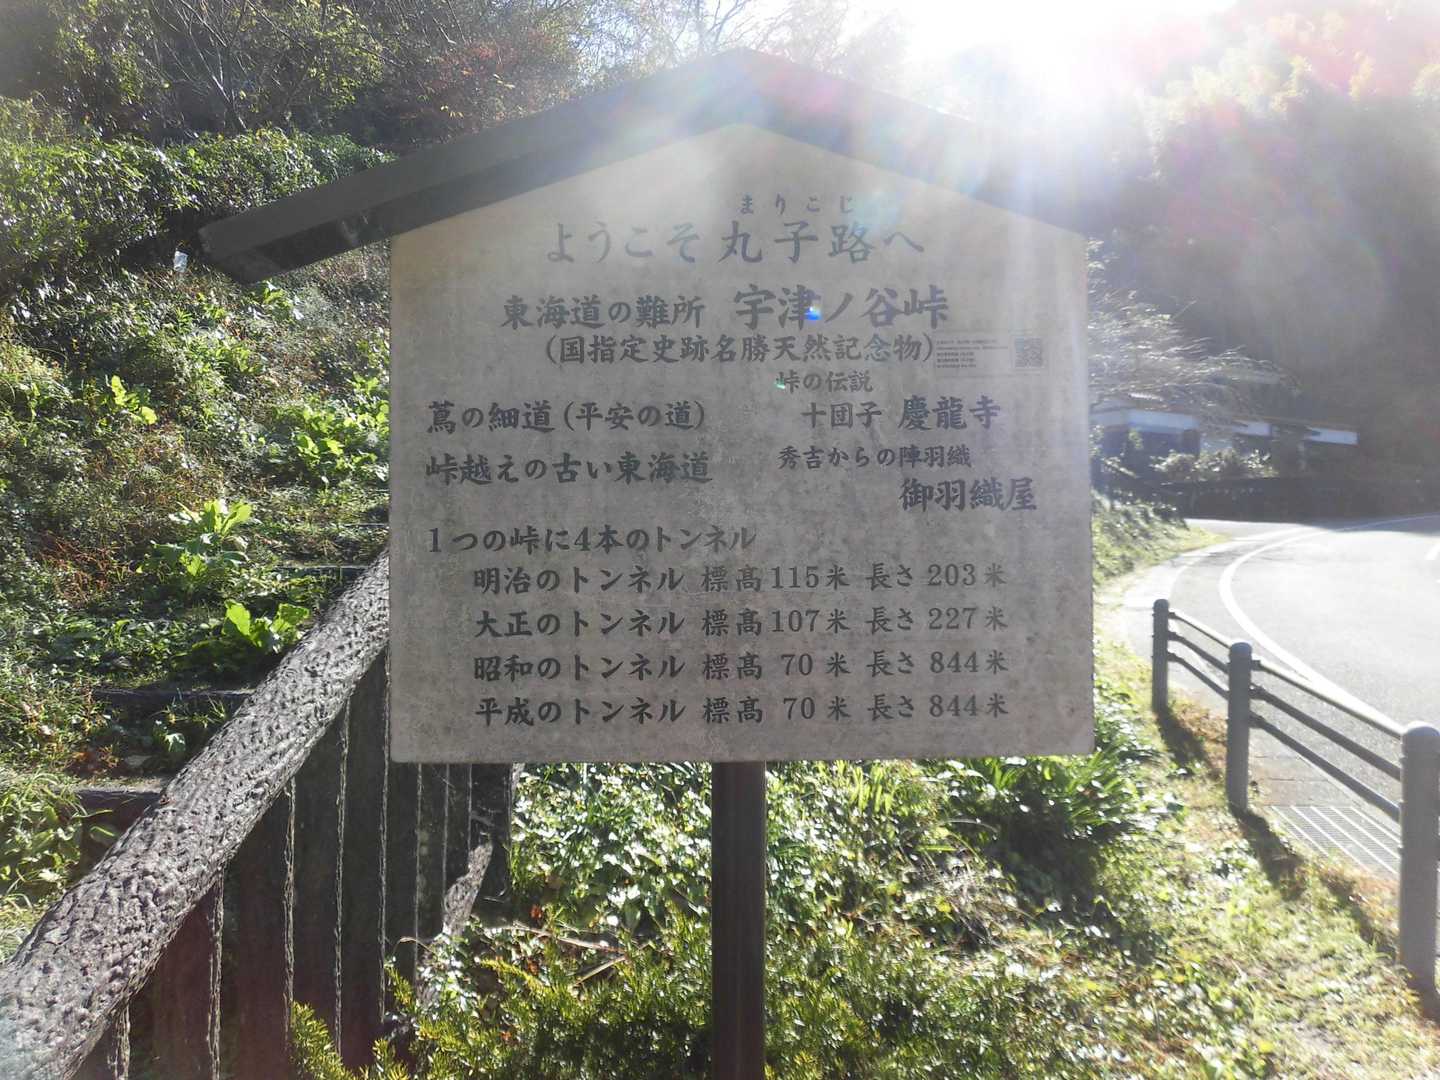 まりこじ
ようこそ丸子路へ
東海道の難所 宇津ノ谷峠
(国指定史跡名勝天然記念物)
峠の伝説
蔦の細道(平安の道)
十団子 慶龍寺
峠越えの古い東海道
秀吉からの陣羽織
御羽織屋
1つの峠に4本のトンネル
明治のトンネル 標髙115米 長さ203米
大正のトンネル 標髙107米 長さ227米
昭和のトンネル 標髙 70 米 長さ844米
平成のトンネル 標髙 70 米 長さ844米